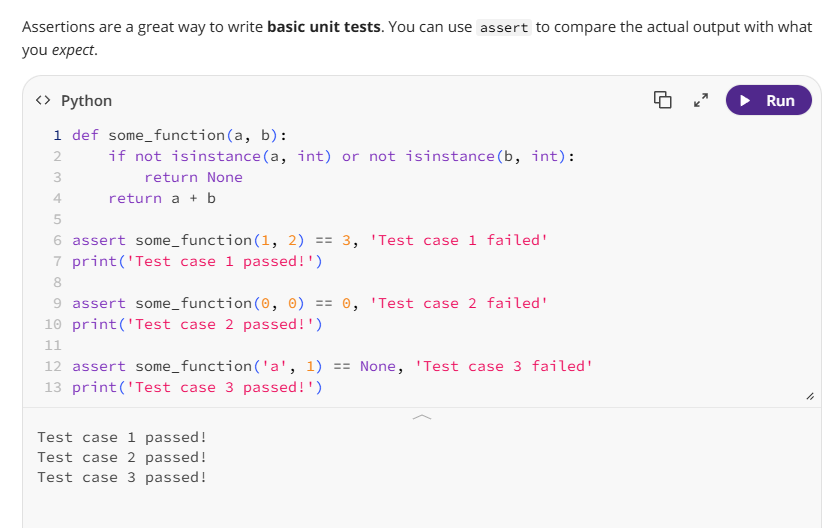 Assertions are a great way to write basic unit tests. You can use assert to compare the actual output with what
you expect.
<> Python
Run
1 def some_function(a, b):
2     if not isinstance(a, int) or not isinstance(b, int):
3         return None
4     return a + b
5
6 assert some_function(1, 2) == 3, 'Test case 1 failed'
7 print('Test case 1 passed!')
8
9 assert some_function(0, 0) == 0, 'Test case 2 failed'
10 print('Test case 2 passed!')
11
12 assert some_function('a', 1) == None, 'Test case 3 failed'
13 print('Test case 3 passed!')
Test case 1 passed!
Test case 2 passed!
Test case 3 passed!